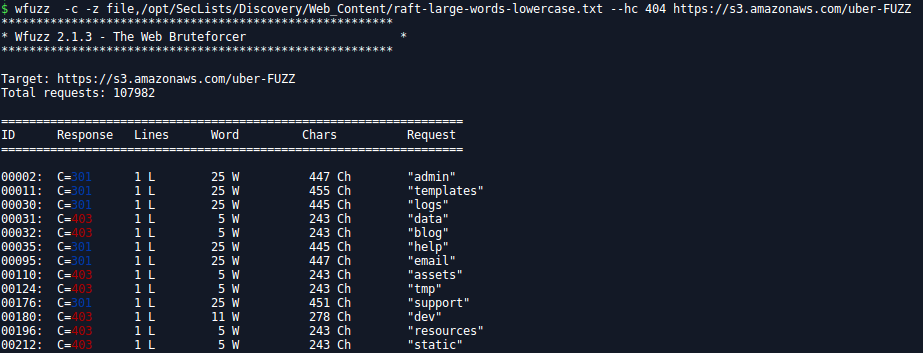 $ wfuzz  -c -z file,/opt/SecLists/Discovery/Web_Content/raft-large-words-lowercase.txt --hc 404 https://s3.amazonaws.com/uber-FUZZ
********************************************************
* Wfuzz 2.1.3 - The Web Bruteforcer                      *
********************************************************
Target: https://s3.amazonaws.com/uber-FUZZ
Total requests: 107982
==================================================================
ID      Response   Lines      Word         Chars          Request
==================================================================
00002:  C=301      1 L        25 W          447 Ch        "admin"
00011:  C=301      1 L        25 W          455 Ch        "templates"
00030:  C=301      1 L        25 W          445 Ch        "logs"
00031:  C=403      1 L         5 W          243 Ch        "data"
00032:  C=403      1 L         5 W          243 Ch        "blog"
00035:  C=301      1 L        25 W          445 Ch        "help"
00095:  C=301      1 L        25 W          447 Ch        "email"
00110:  C=403      1 L         5 W          243 Ch        "assets"
00124:  C=403      1 L         5 W          243 Ch        "tmp"
00176:  C=301      1 L        25 W          451 Ch        "support"
00180:  C=403      1 L        11 W          278 Ch        "dev"
00196:  C=403      1 L         5 W          243 Ch        "resources"
00212:  C=403      1 L         5 W          243 Ch        "static"